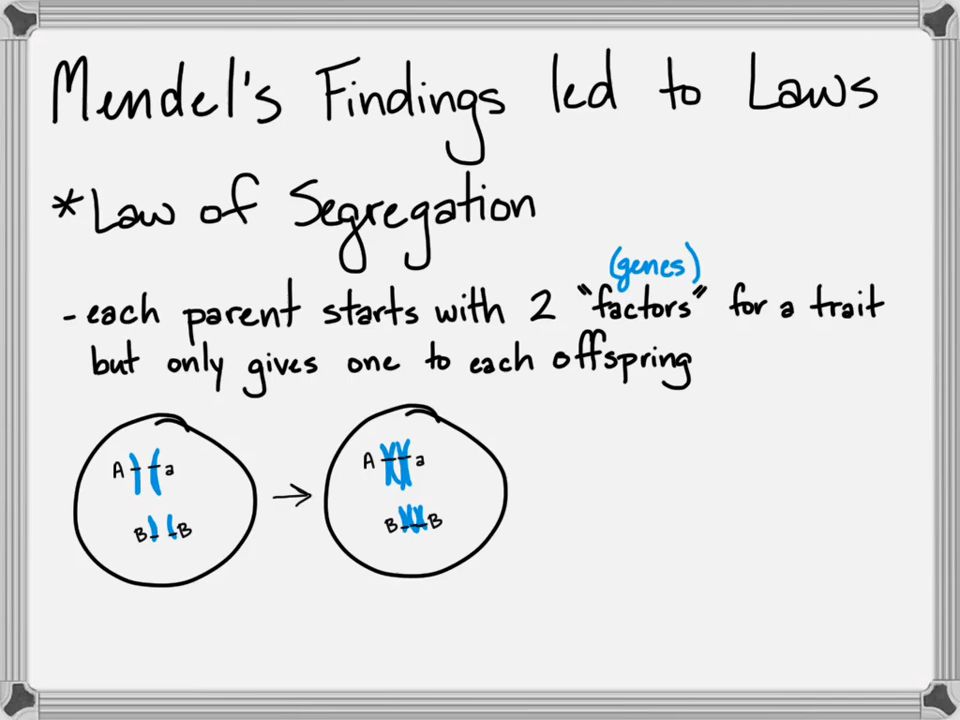 Mendel's Findings led to Laws
*Law of Segregation
(genes)
- each parent starts with 2 "factors" for a trait
but only gives one to each offspring
A a
A a
B B
B B